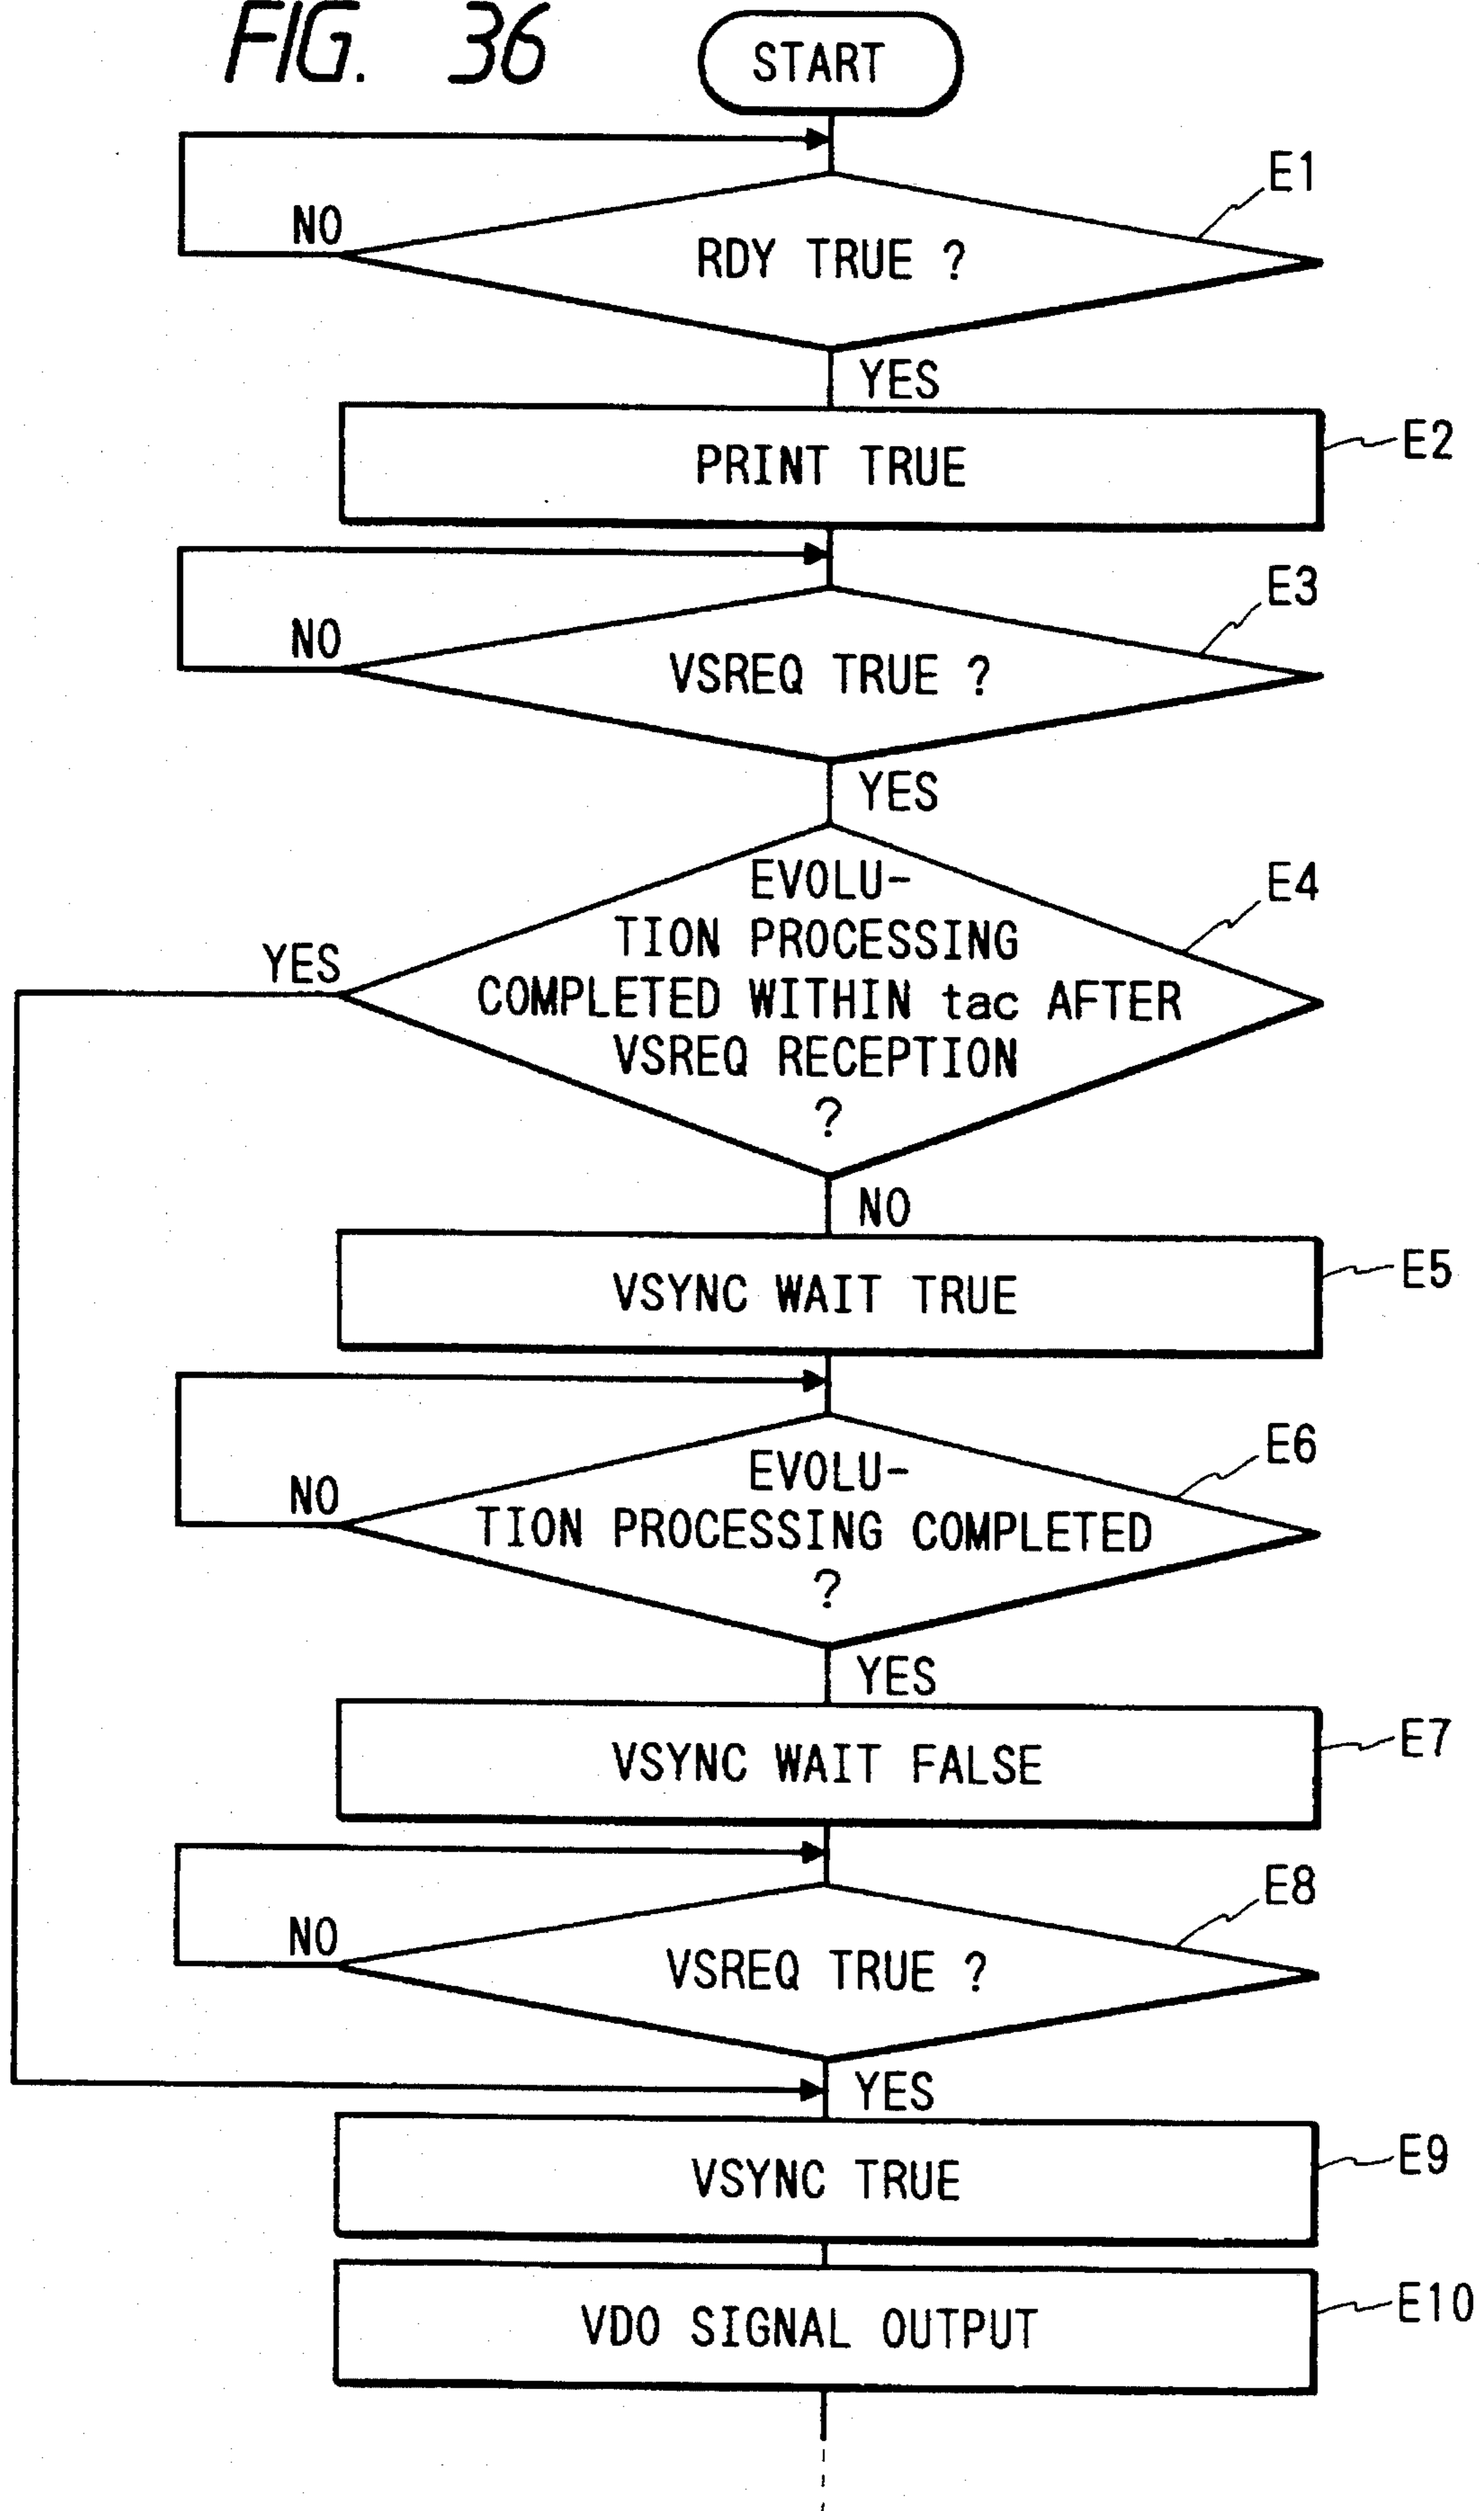 FIG. 36
START
E1
NO
RDY TRUE ?
YES
E2
PRINT TRUE
E3
NO
VSREQ TRUE ?
YES
E4
EVOLU-
TION PROCESSING
YES
COMPLETED WITHIN tac AFTER
VSREQ RECEPTION
?
NO
E5
VSYNC WAIT TRUE
E6
EVOLU-
NO
TION PROCESSING COMPLETED
?
YES
E7
VSYNC WAIT FALSE
E8
NO
VSREQ TRUE ?
YES
E9
VSYNC TRUE
E10
VDO SIGNAL OUTPUT